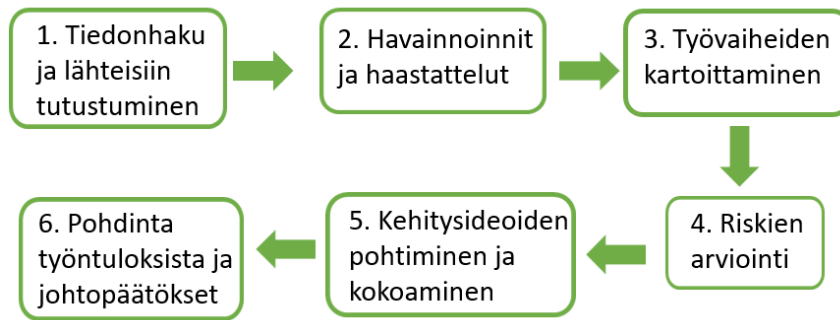 1. Tiedonhaku
ja lähteisiin
tutustuminen
2. Havainnoinnit
ja haastattelut
3. Työvaiheiden
kartoittaminen
4. Riskien
arviointi
5. Kehitysideoiden
pohtiminen ja
kokoaminen
6. Pohdinta
työntuloksista ja
johtopäätökset